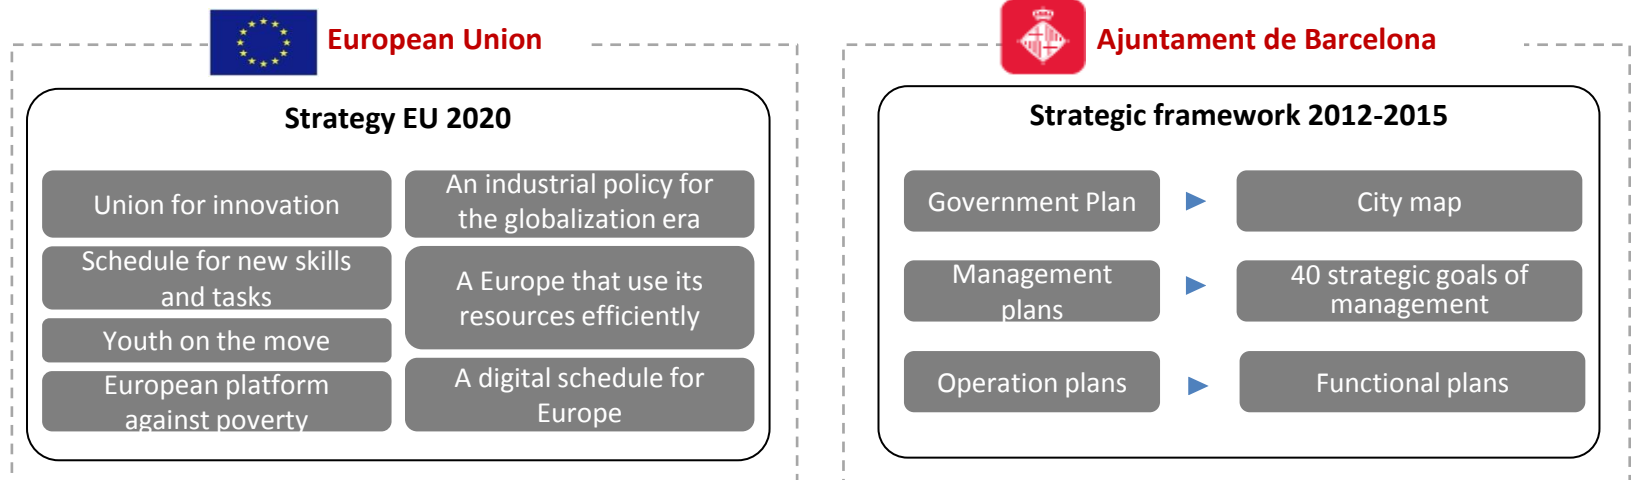 European Union
Strategy EU 2020
Union for innovation
Schedule for new skills
and tasks
Youth on the move
European platform
against poverty
An industrial policy for
the globalization era
A Europe that use its
resources efficiently
A digital schedule for
Europe
Ajuntament de Barcelona
Strategic framework 2012-2015
Government Plan
City map
Management
plans
40 strategic goals of
management
Operation plans
Functional plans